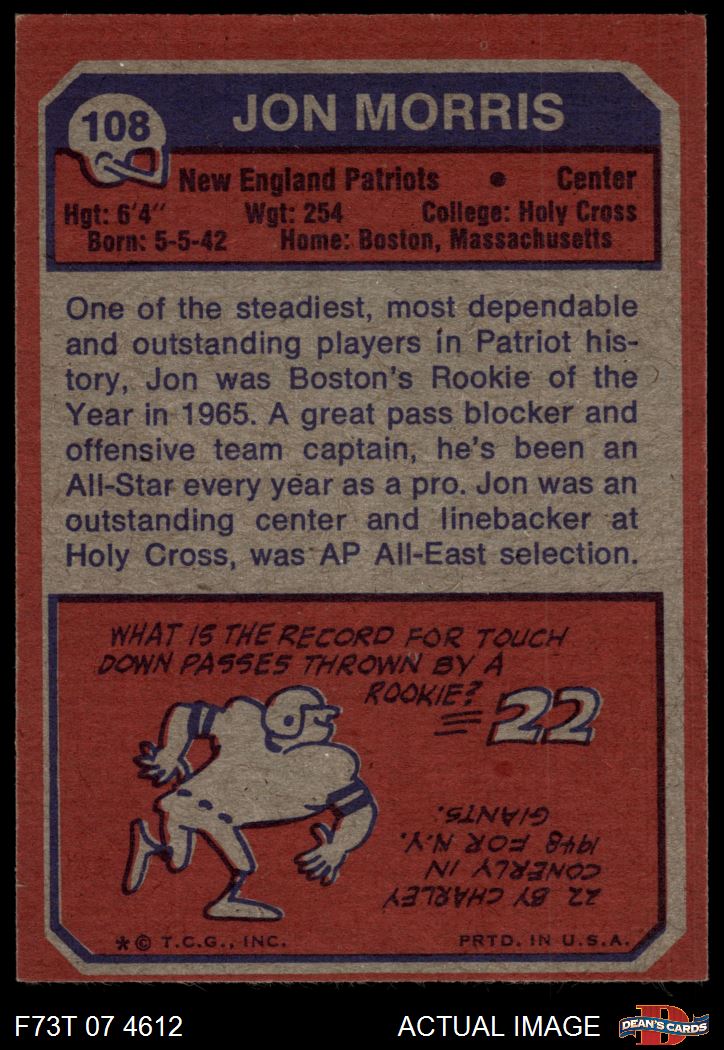 108
JON MORRIS
New England Patriots • Center
Hgt: 6'4" Wgt: 254 College: Holy Cross
Born: 5-5-42 Home: Boston, Massachusetts
One of the steadiest, most dependable
and outstanding players in Patriot his-
tory, Jon was Boston's Rookie of the
Year in 1965. A great pass blocker and
offensive team captain, he's been an
All-Star every year as a pro. Jon was an
outstanding center and linebacker at
Holy Cross, was AP All-East selection.
WHAT IS THE RECORD FOR TOUCH
DOWN PASSES THROWN BY A
ROOKIE?
22
22 BY CHARLEY
CONERLY IN
1948 FOR N.Y.
GIANTS.
* © T.C.G., INC. PRTD. IN U.S.A.
F73T 07 4612 ACTUAL IMAGE
D
DEAN'S CARDS